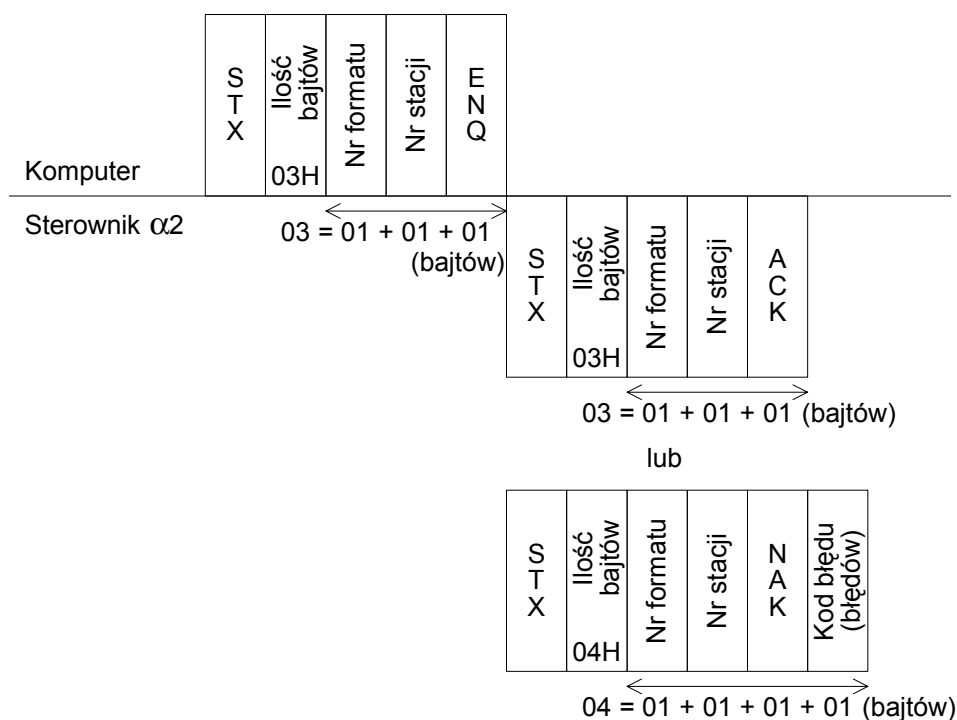 STX
Ilość bajtów
03H
Nr formatu
Nr stacji
ENQ
Komputer
Sterownik α2
03 = 01 + 01 + 01
(bajtów)
STX
Ilość bajtów
03H
Nr formatu
Nr stacji
ACK
03 = 01 + 01 + 01 (bajtów)
lub
STX
Ilość bajtów
04H
Nr formatu
Nr stacji
NAK
Kod błędu
(błędów)
04 = 01 + 01 + 01 + 01 (bajtów)